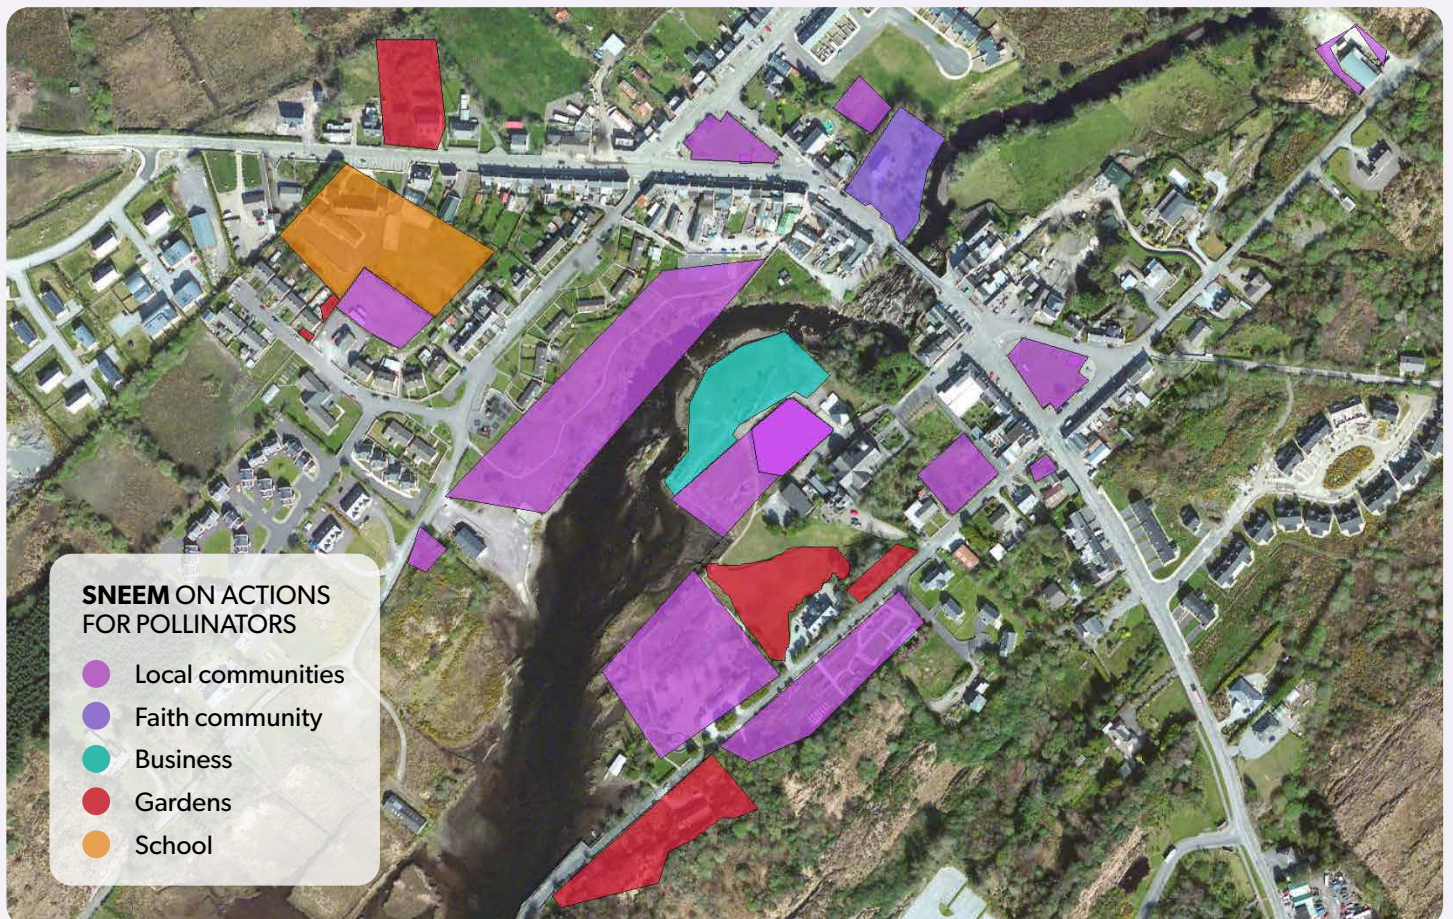 SNEEM ON ACTIONS
FOR POLLINATORS
Local communities
Faith community
Business
Gardens
School